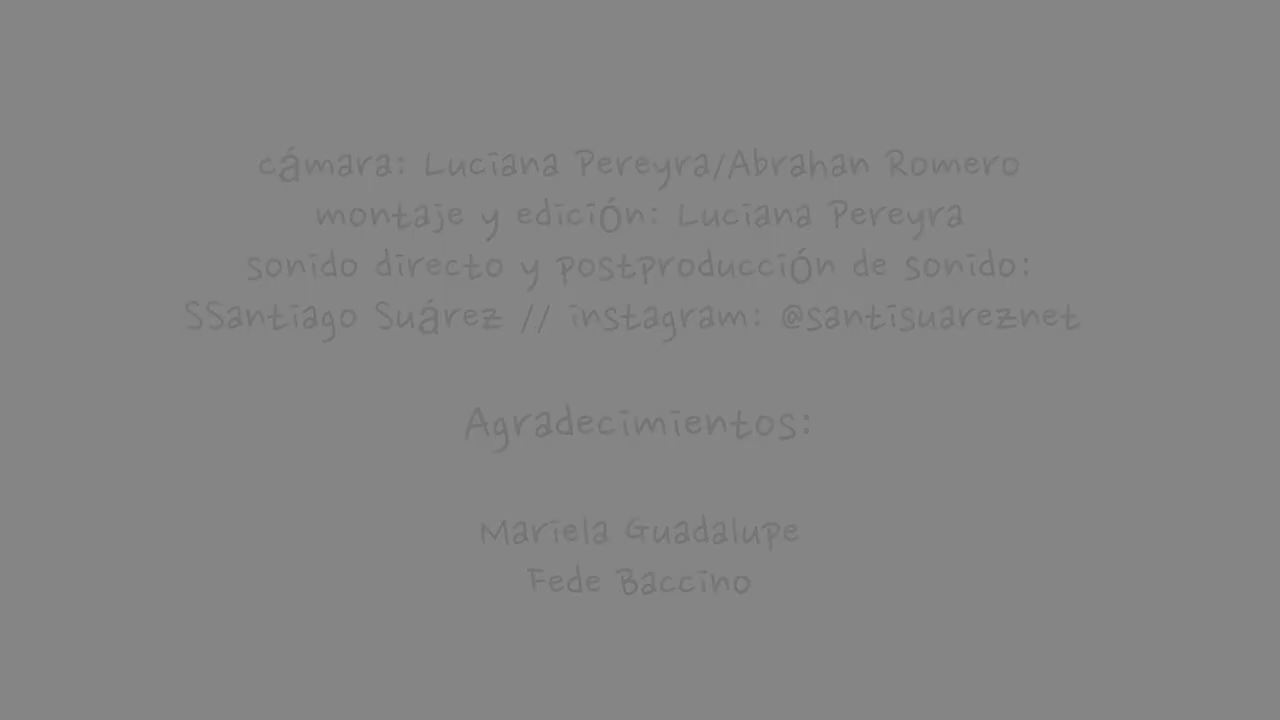 cámara: Luciana Pereyra/Abrahan Romero
montaje y edición: Luciana Pereyra
sonido directo y postproducción de sonido:
SSantiago Suárez // instagram: @santisuareznet
Agradecimientos:
Mariela Guadalupe
Fede Baccino